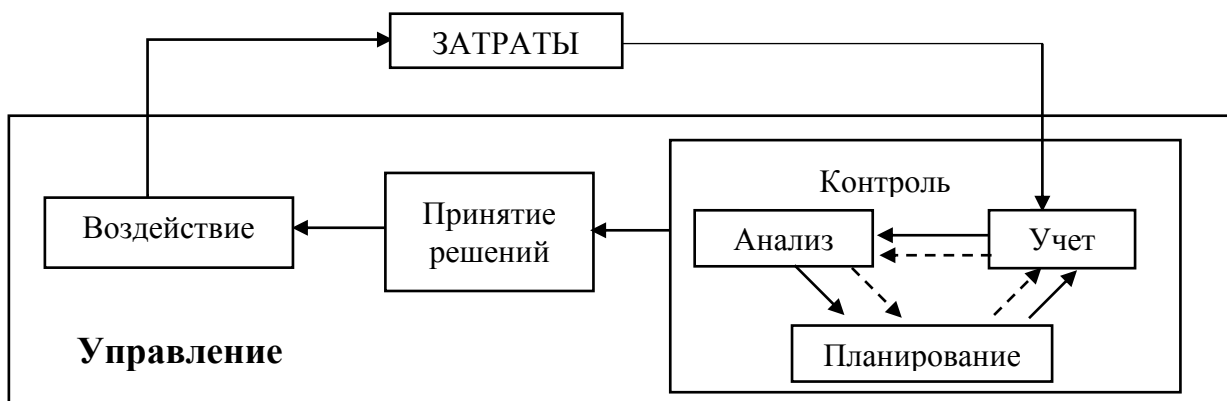 ЗАТРАТЫ
Контроль
Воздействие
Принятие
решений
Анализ
Учет
Планирование
Управление